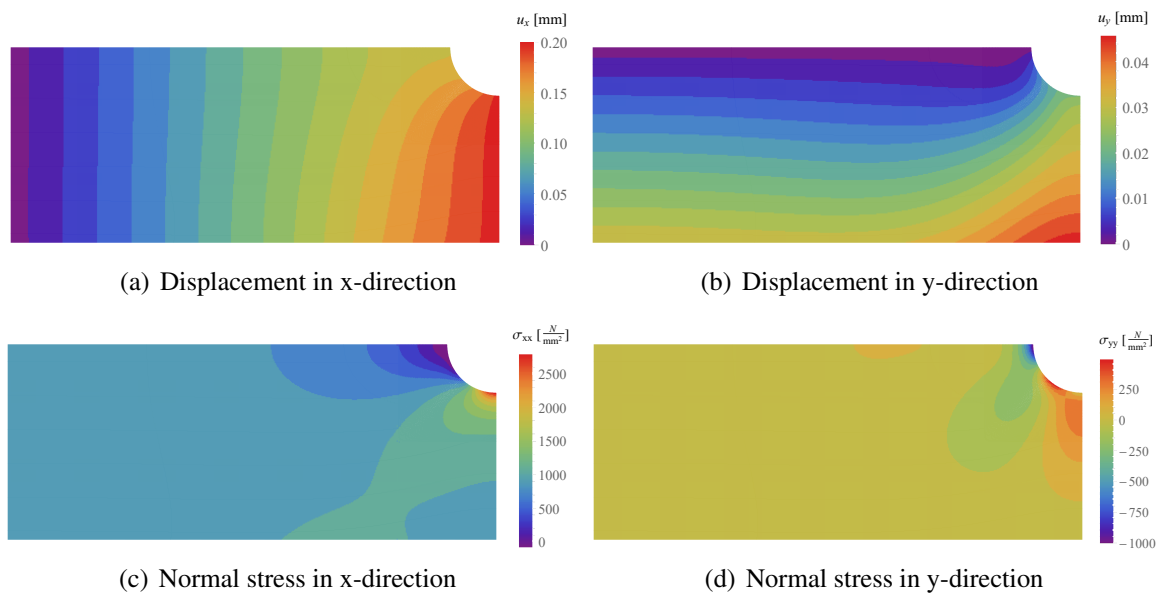 u_x [mm]
0.20
0.15
0.10
0.05
0
(a) Displacement in x-direction
u_y [mm]
0.04
0.03
0.02
0.01
0
(b) Displacement in y-direction
σ_xx [N/mm²]
2500
2000
1500
1000
500
0
(c) Normal stress in x-direction
σ_yy [N/mm²]
250
0
−250
−500
−750
−1000
(d) Normal stress in y-direction